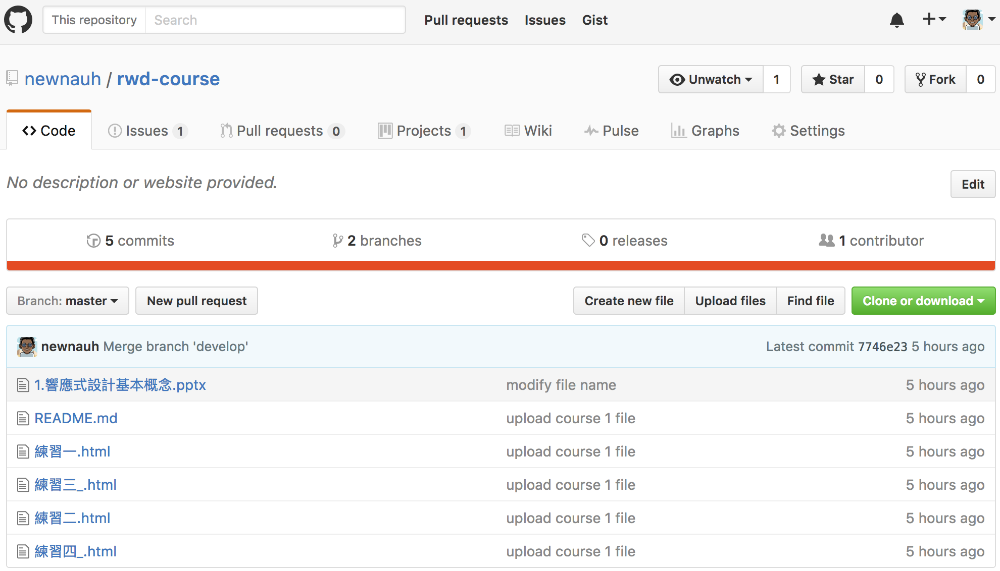 This repository Search Pull requests Issues Gist
newnauh / rwd-course Unwatch 1 Star 0 Fork 0
Code Issues 1 Pull requests 0 Projects 1 Wiki Pulse Graphs Settings
No description or website provided. Edit
5 commits 2 branches 0 releases 1 contributor
Branch: master New pull request Create new file Upload files Find file Clone or download
newnauh Merge branch 'develop' Latest commit 7746e23 5 hours ago
1.響應式設計基本概念.pptx modify file name 5 hours ago
README.md upload course 1 file 5 hours ago
練習一.html upload course 1 file 5 hours ago
練習三_.html upload course 1 file 5 hours ago
練習二.html upload course 1 file 5 hours ago
練習四_.html upload course 1 file 5 hours ago